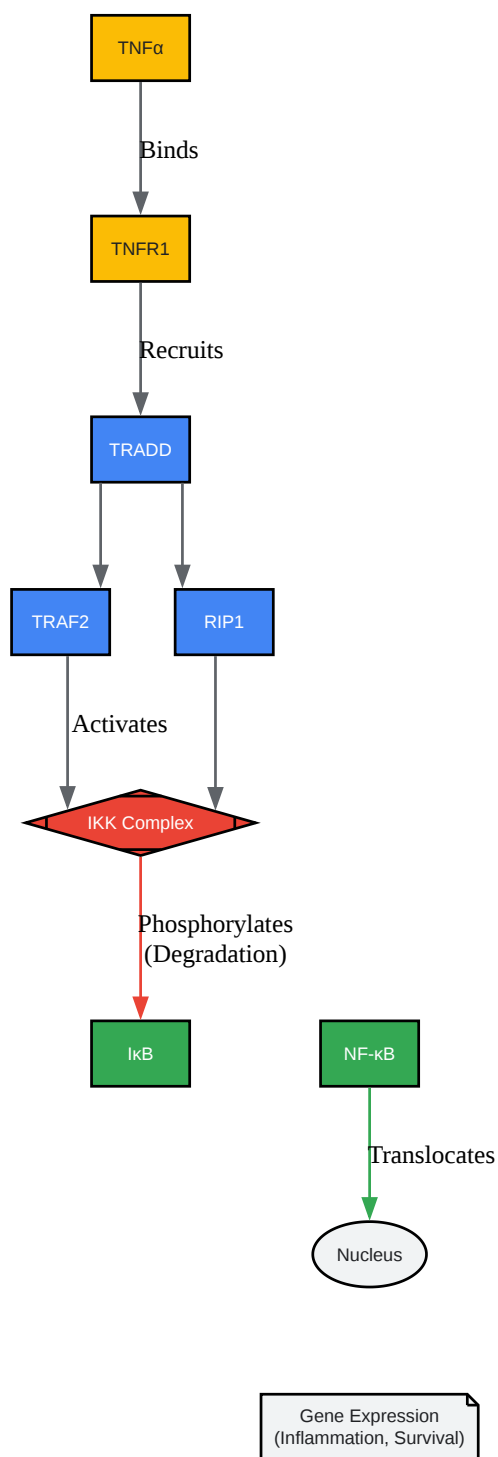 TNFα
Binds
TNFR1
Recruits
TRADD
TRAF2
RIP1
Activates
IKK Complex
Phosphorylates
(Degradation)
IκB
NF-κB
Translocates
Nucleus
Gene Expression
(Inflammation, Survival)